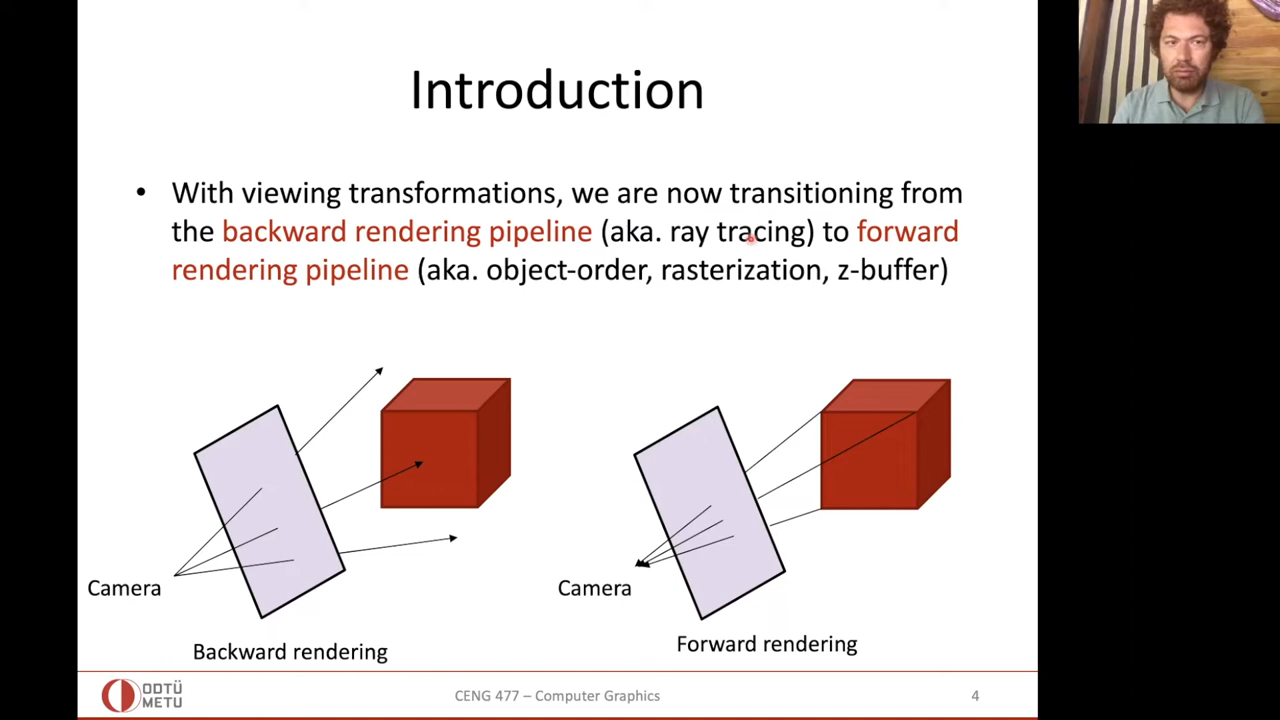 Introduction
• With viewing transformations, we are now transitioning from
the backward rendering pipeline (aka. ray tracing) to forward
rendering pipeline (aka. object-order, rasterization, z-buffer)
Camera
Backward rendering
Camera
Forward rendering
ODTÜ
METU
CENG 477 – Computer Graphics
4